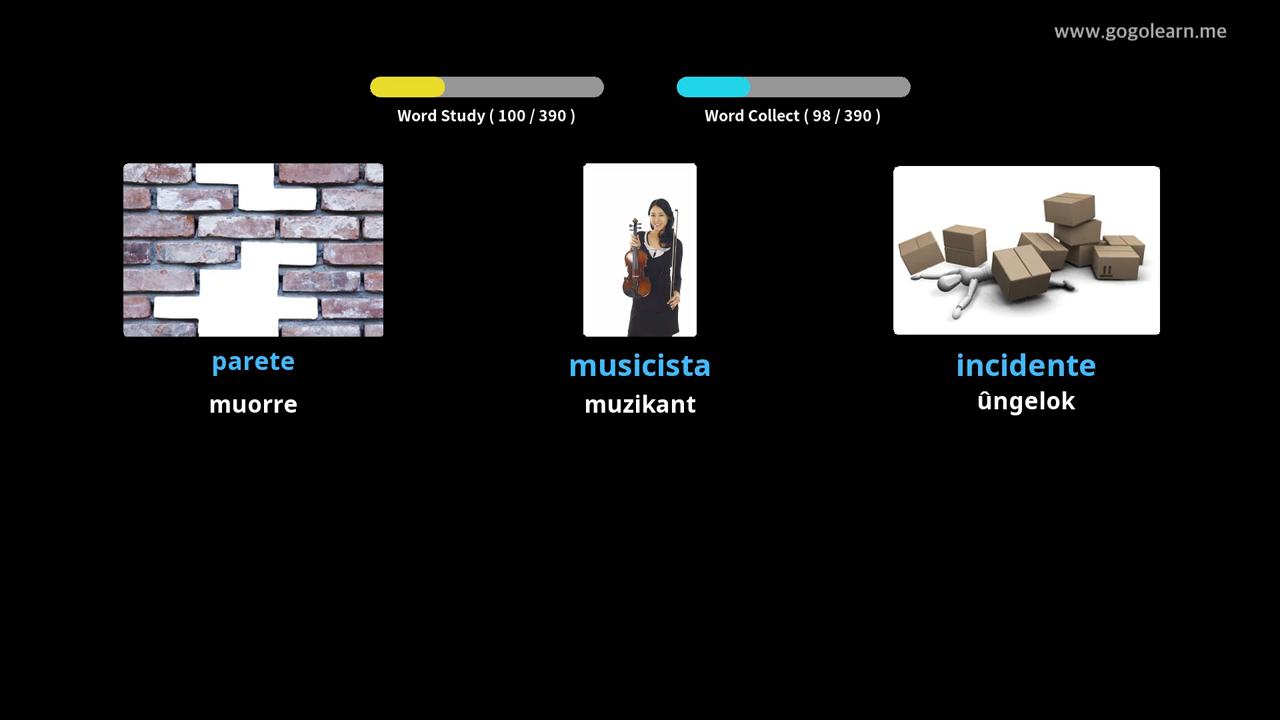 www.gogolearn.me
Word Study ( 100 / 390 )
Word Collect ( 98 / 390 )
parete
musicista
incidente
muorre
muzikant
ûngelok